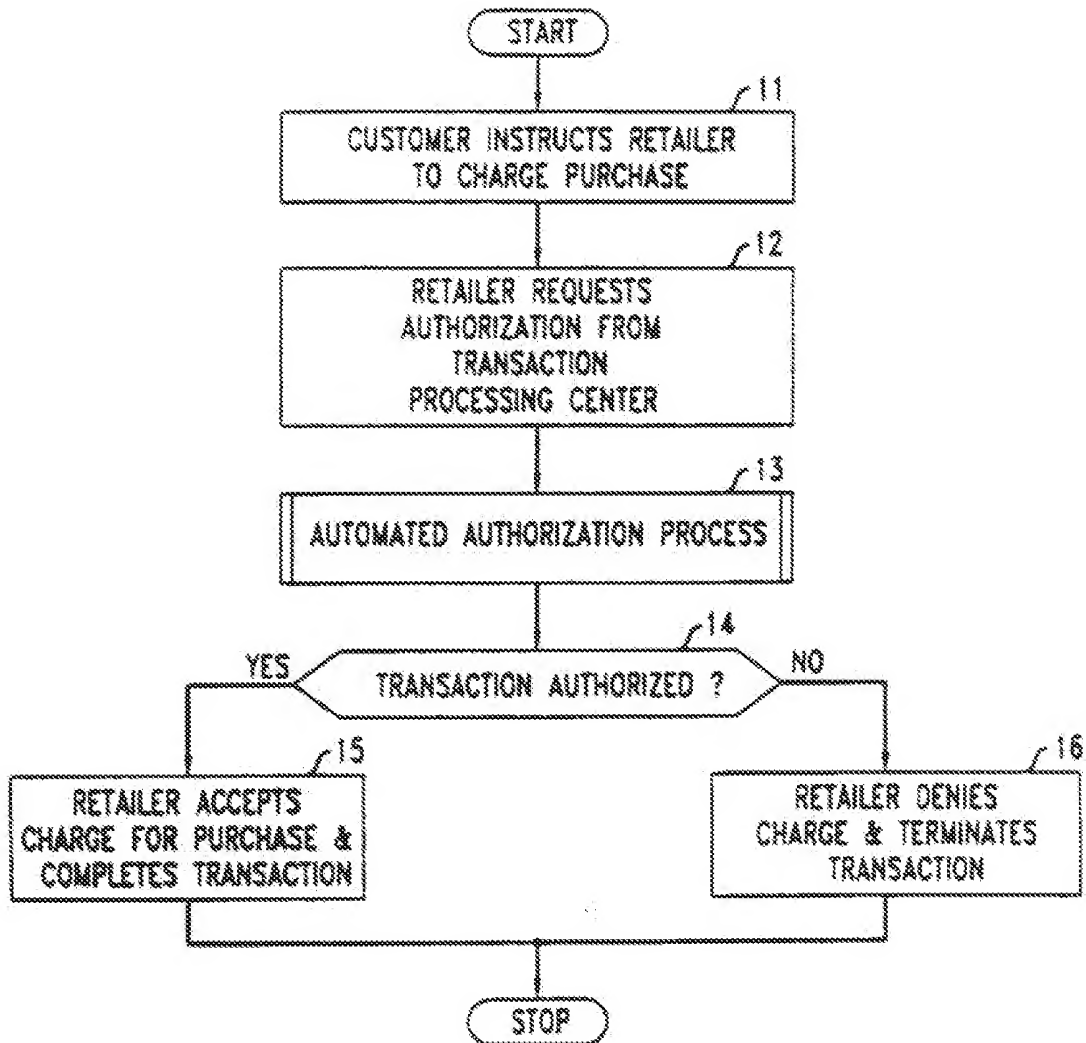 START
11
CUSTOMER INSTRUCTS RETAILER
TO CHARGE PURCHASE
12
RETAILER REQUESTS
AUTHORIZATION FROM
TRANSACTION
PROCESSING CENTER
13
AUTOMATED AUTHORIZATION PROCESS
14
YES
TRANSACTION AUTHORIZED ?
NO
15
RETAILER ACCEPTS
CHARGE FOR PURCHASE &
COMPLETES TRANSACTION
16
RETAILER DENIES
CHARGE & TERMINATES
TRANSACTION
STOP